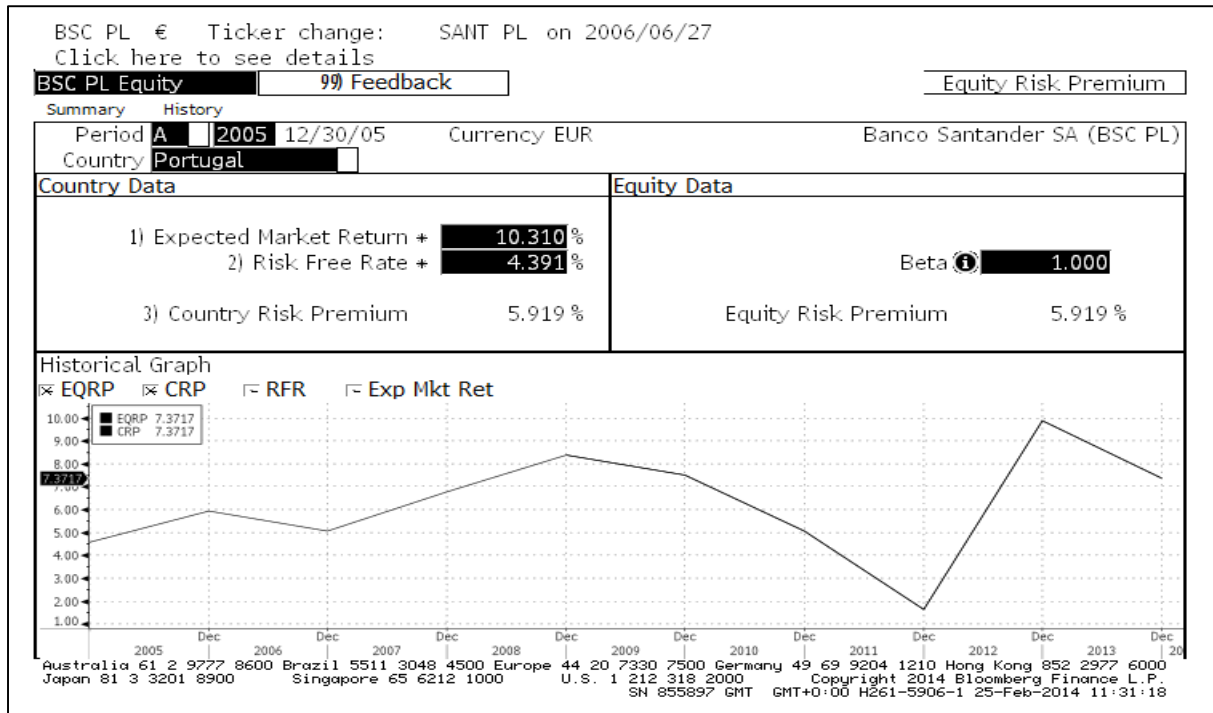 BSC PL € Ticker change: SANT PL on 2006/06/27
Click here to see details
BSC PL Equity 99) Feedback Equity Risk Premium
Summary History
Period A 2005 12/30/05 Currency EUR Banco Santander SA (BSC PL)
Country Portugal
Country Data Equity Data
1) Expected Market Return + 10.310 %
2) Risk Free Rate + 4.391 % Beta i 1.000
3) Country Risk Premium 5.919 % Equity Risk Premium 5.919 %
Historical Graph
EQRP CRP RFR Exp Mkt Ret
EQRP 7.3717
CRP 7.3717
10.00
9.00
8.00
7.3717
7.00
6.00
5.00
4.00
3.00
2.00
1.00
Dec Dec Dec Dec Dec Dec Dec Dec Dec
2005 2006 2007 2008 2009 2010 2011 2012 2013 20
Australia 61 2 9777 8600 Brazil 5511 3048 4500 Europe 44 20 7330 7500 Germany 49 69 9204 1210 Hong Kong 852 2977 6000
Japan 81 3 3201 8900 Singapore 65 6212 1000 U.S. 1 212 318 2000 Copyright 2014 Bloomberg Finance L.P.
SN 855897 GMT GMT+0:00 H261-5906-1 25-Feb-2014 11:31:18